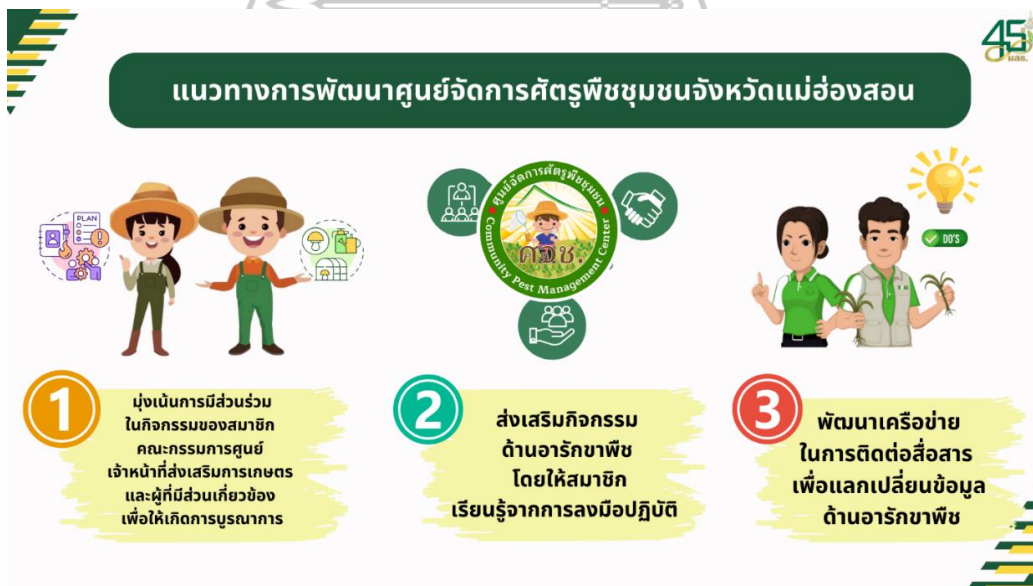 45
มสธ.
แนวทางการพัฒนาศูนย์จัดการศัตรูพืชชุมชนจังหวัดแม่ฮ่องสอน
PLAN
ศูนย์จัดการศัตรูพืชชุมชน
ศจช.
Community Pest Management Center
DO'S
1
มุ่งเน้นการมีส่วนร่วม
ในกิจกรรมของสมาชิก
คณะกรรมการศูนย์
เจ้าหน้าที่ส่งเสริมการเกษตร
และผู้ที่มีส่วนเกี่ยวข้อง
เพื่อให้เกิดการบูรณาการ
2
ส่งเสริมกิจกรรม
ด้านอารักขาพืช
โดยให้สมาชิก
เรียนรู้จากการลงมือปฏิบัติ
3
พัฒนาเครือข่าย
ในการติดต่อสื่อสาร
เพื่อแลกเปลี่ยนข้อมูล
ด้านอารักขาพืช